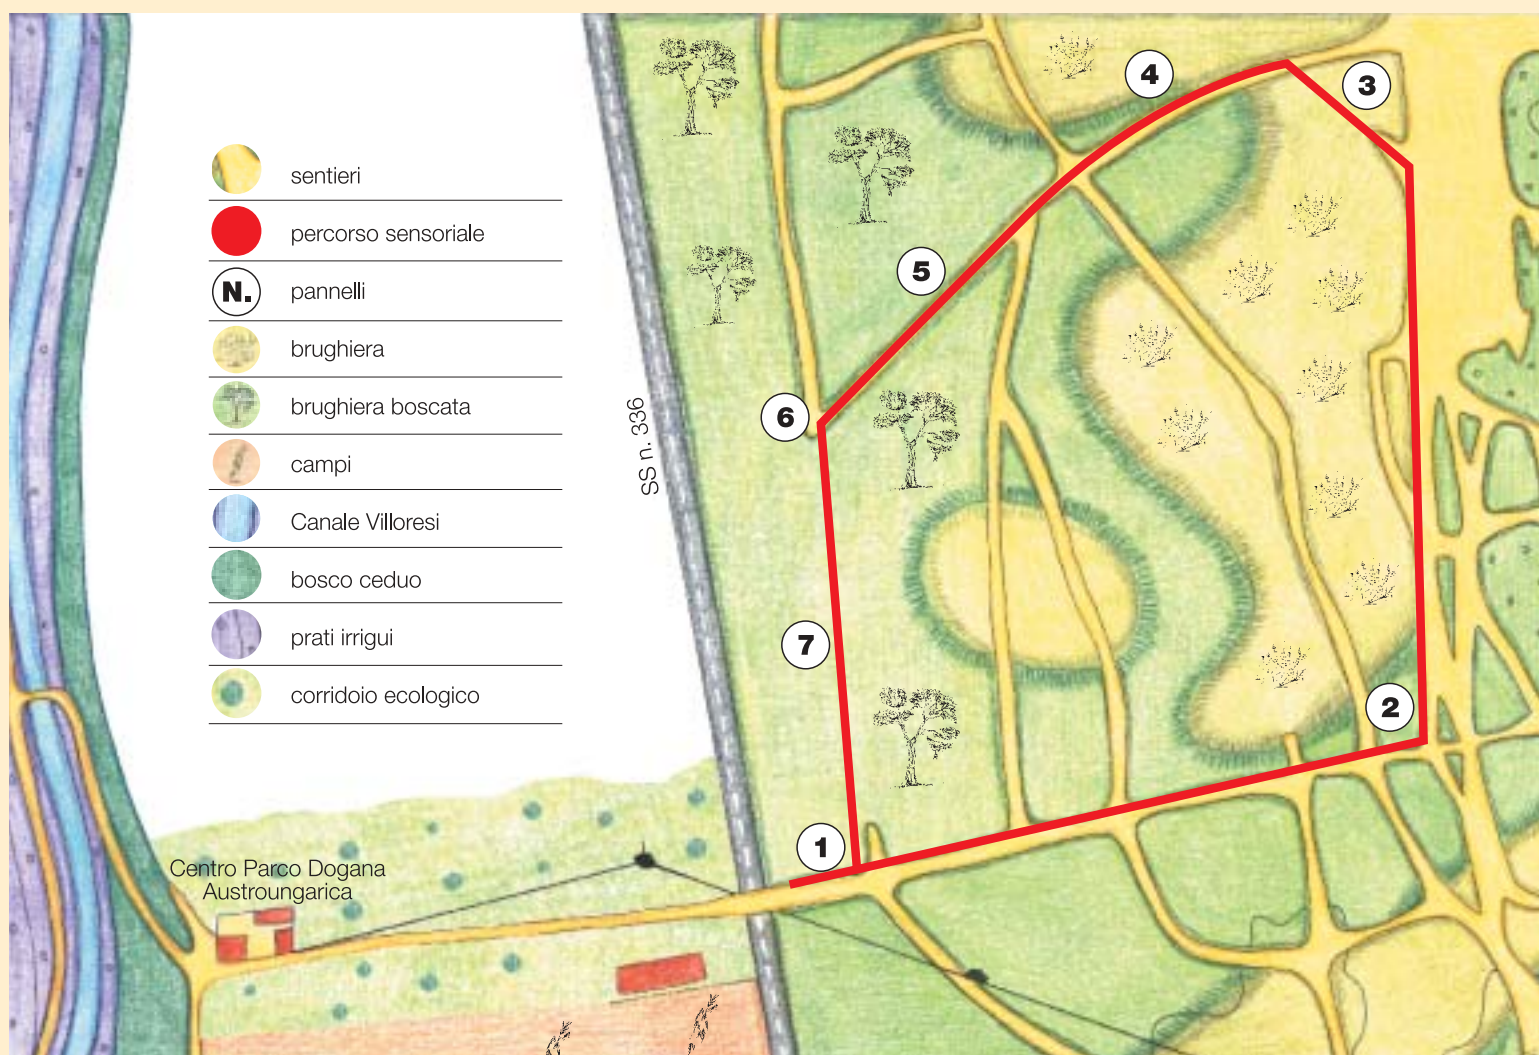 sentieri
percorso sensoriale
N. pannelli
brughiera
brughiera boscata
campi
Canale Villoresi
bosco ceduo
prati irrigui
corridoio ecologico
SS n. 336
Centro Parco Dogana
Austroungarica
4
3
5
6
7
2
1